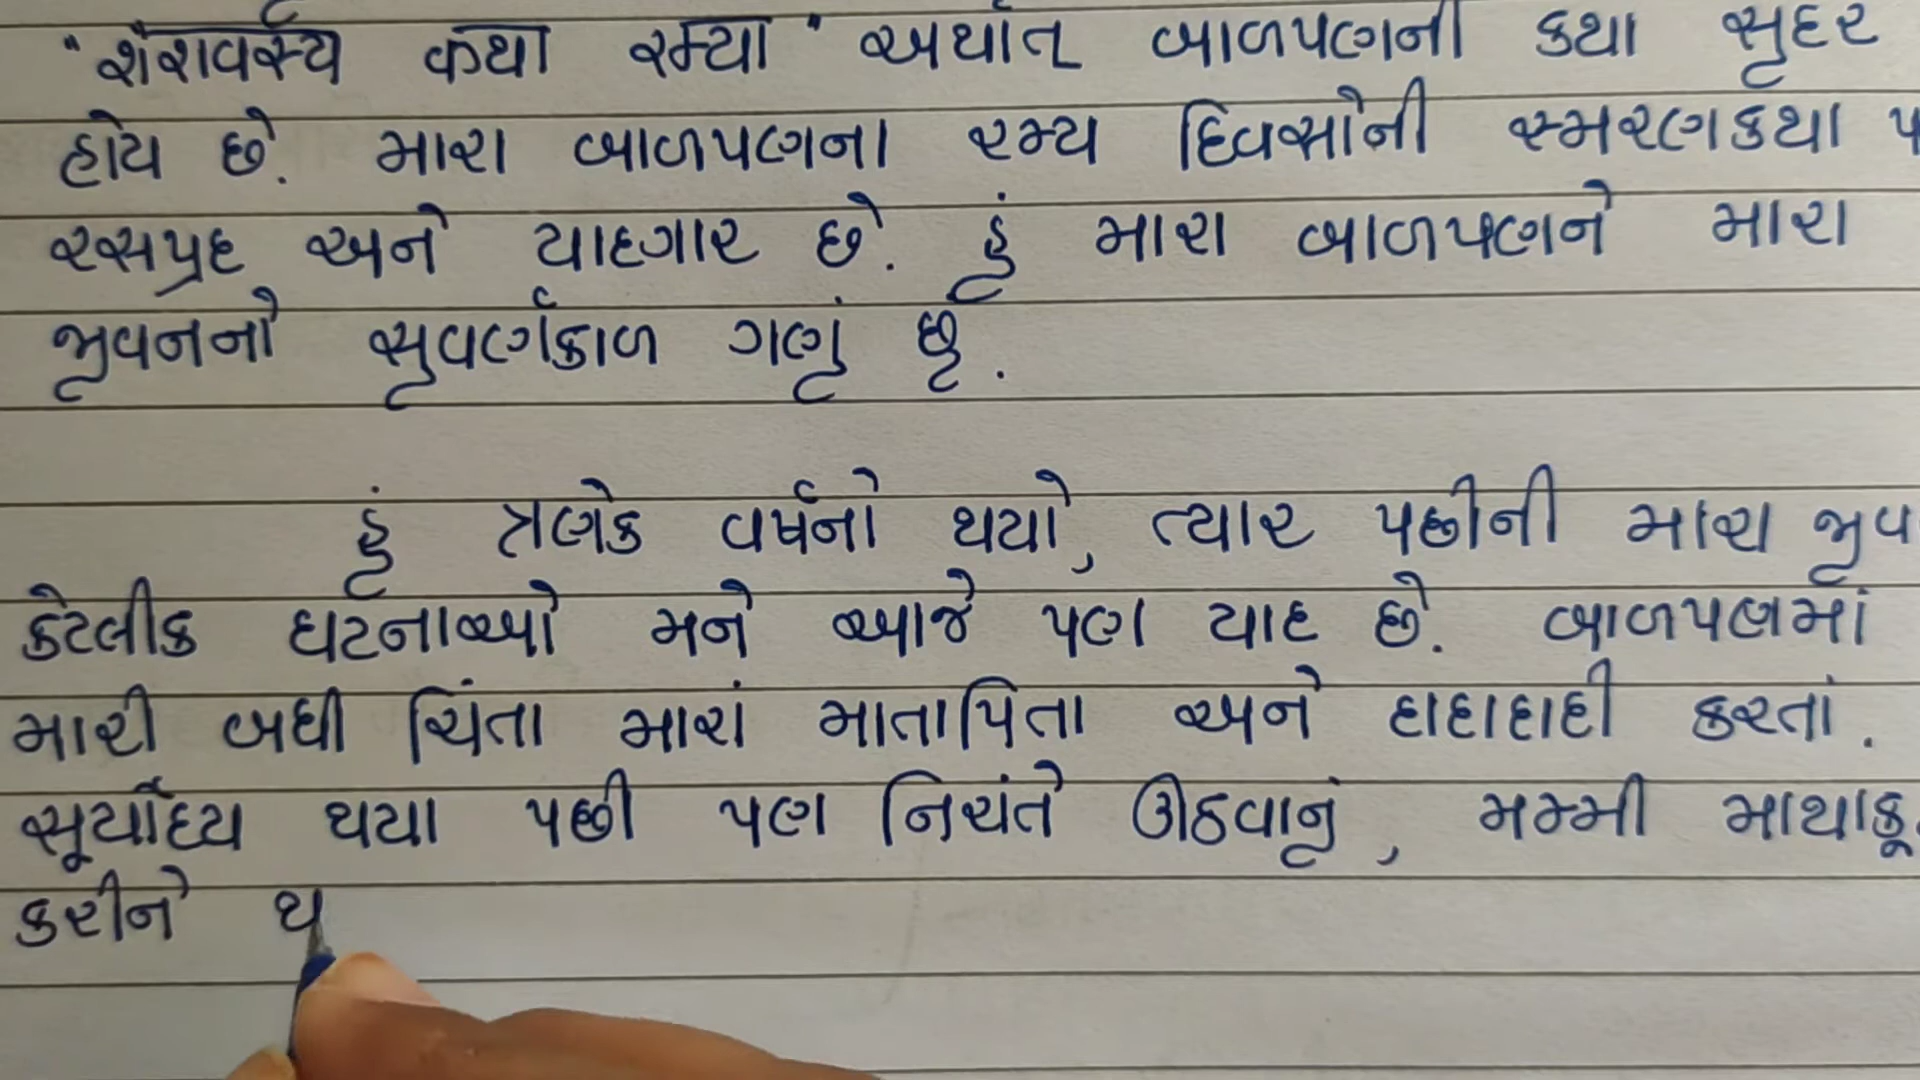 "शैशवर्स्य कथा रम्या" અર્થાત્ બાળપણની કથા સુંદર
હોય છે. મારા બાળપણના રમ્ય દિવસોની સ્મરણકથા પ
રસપ્રદ અને યાદગાર છે. હું મારા બાળપણને મારા
જીવનનો સુવર્ણકાળ ગણું છું.
હું ત્રણેક વર્ષનો થયો, ત્યાર પછીની મારા જીવ
કેટલીક ઘટનાઓ મને આજે પણ યાદ છે. બાળપણમાં
મારી બધી ચિંતા મારાં માતાપિતા અને દાદાદાદી કરતાં.
સૂર્યોદય થયા પછી પણ નિચંતે ઊઠવાનું, મમ્મી માથાકૂ
કરીને થ